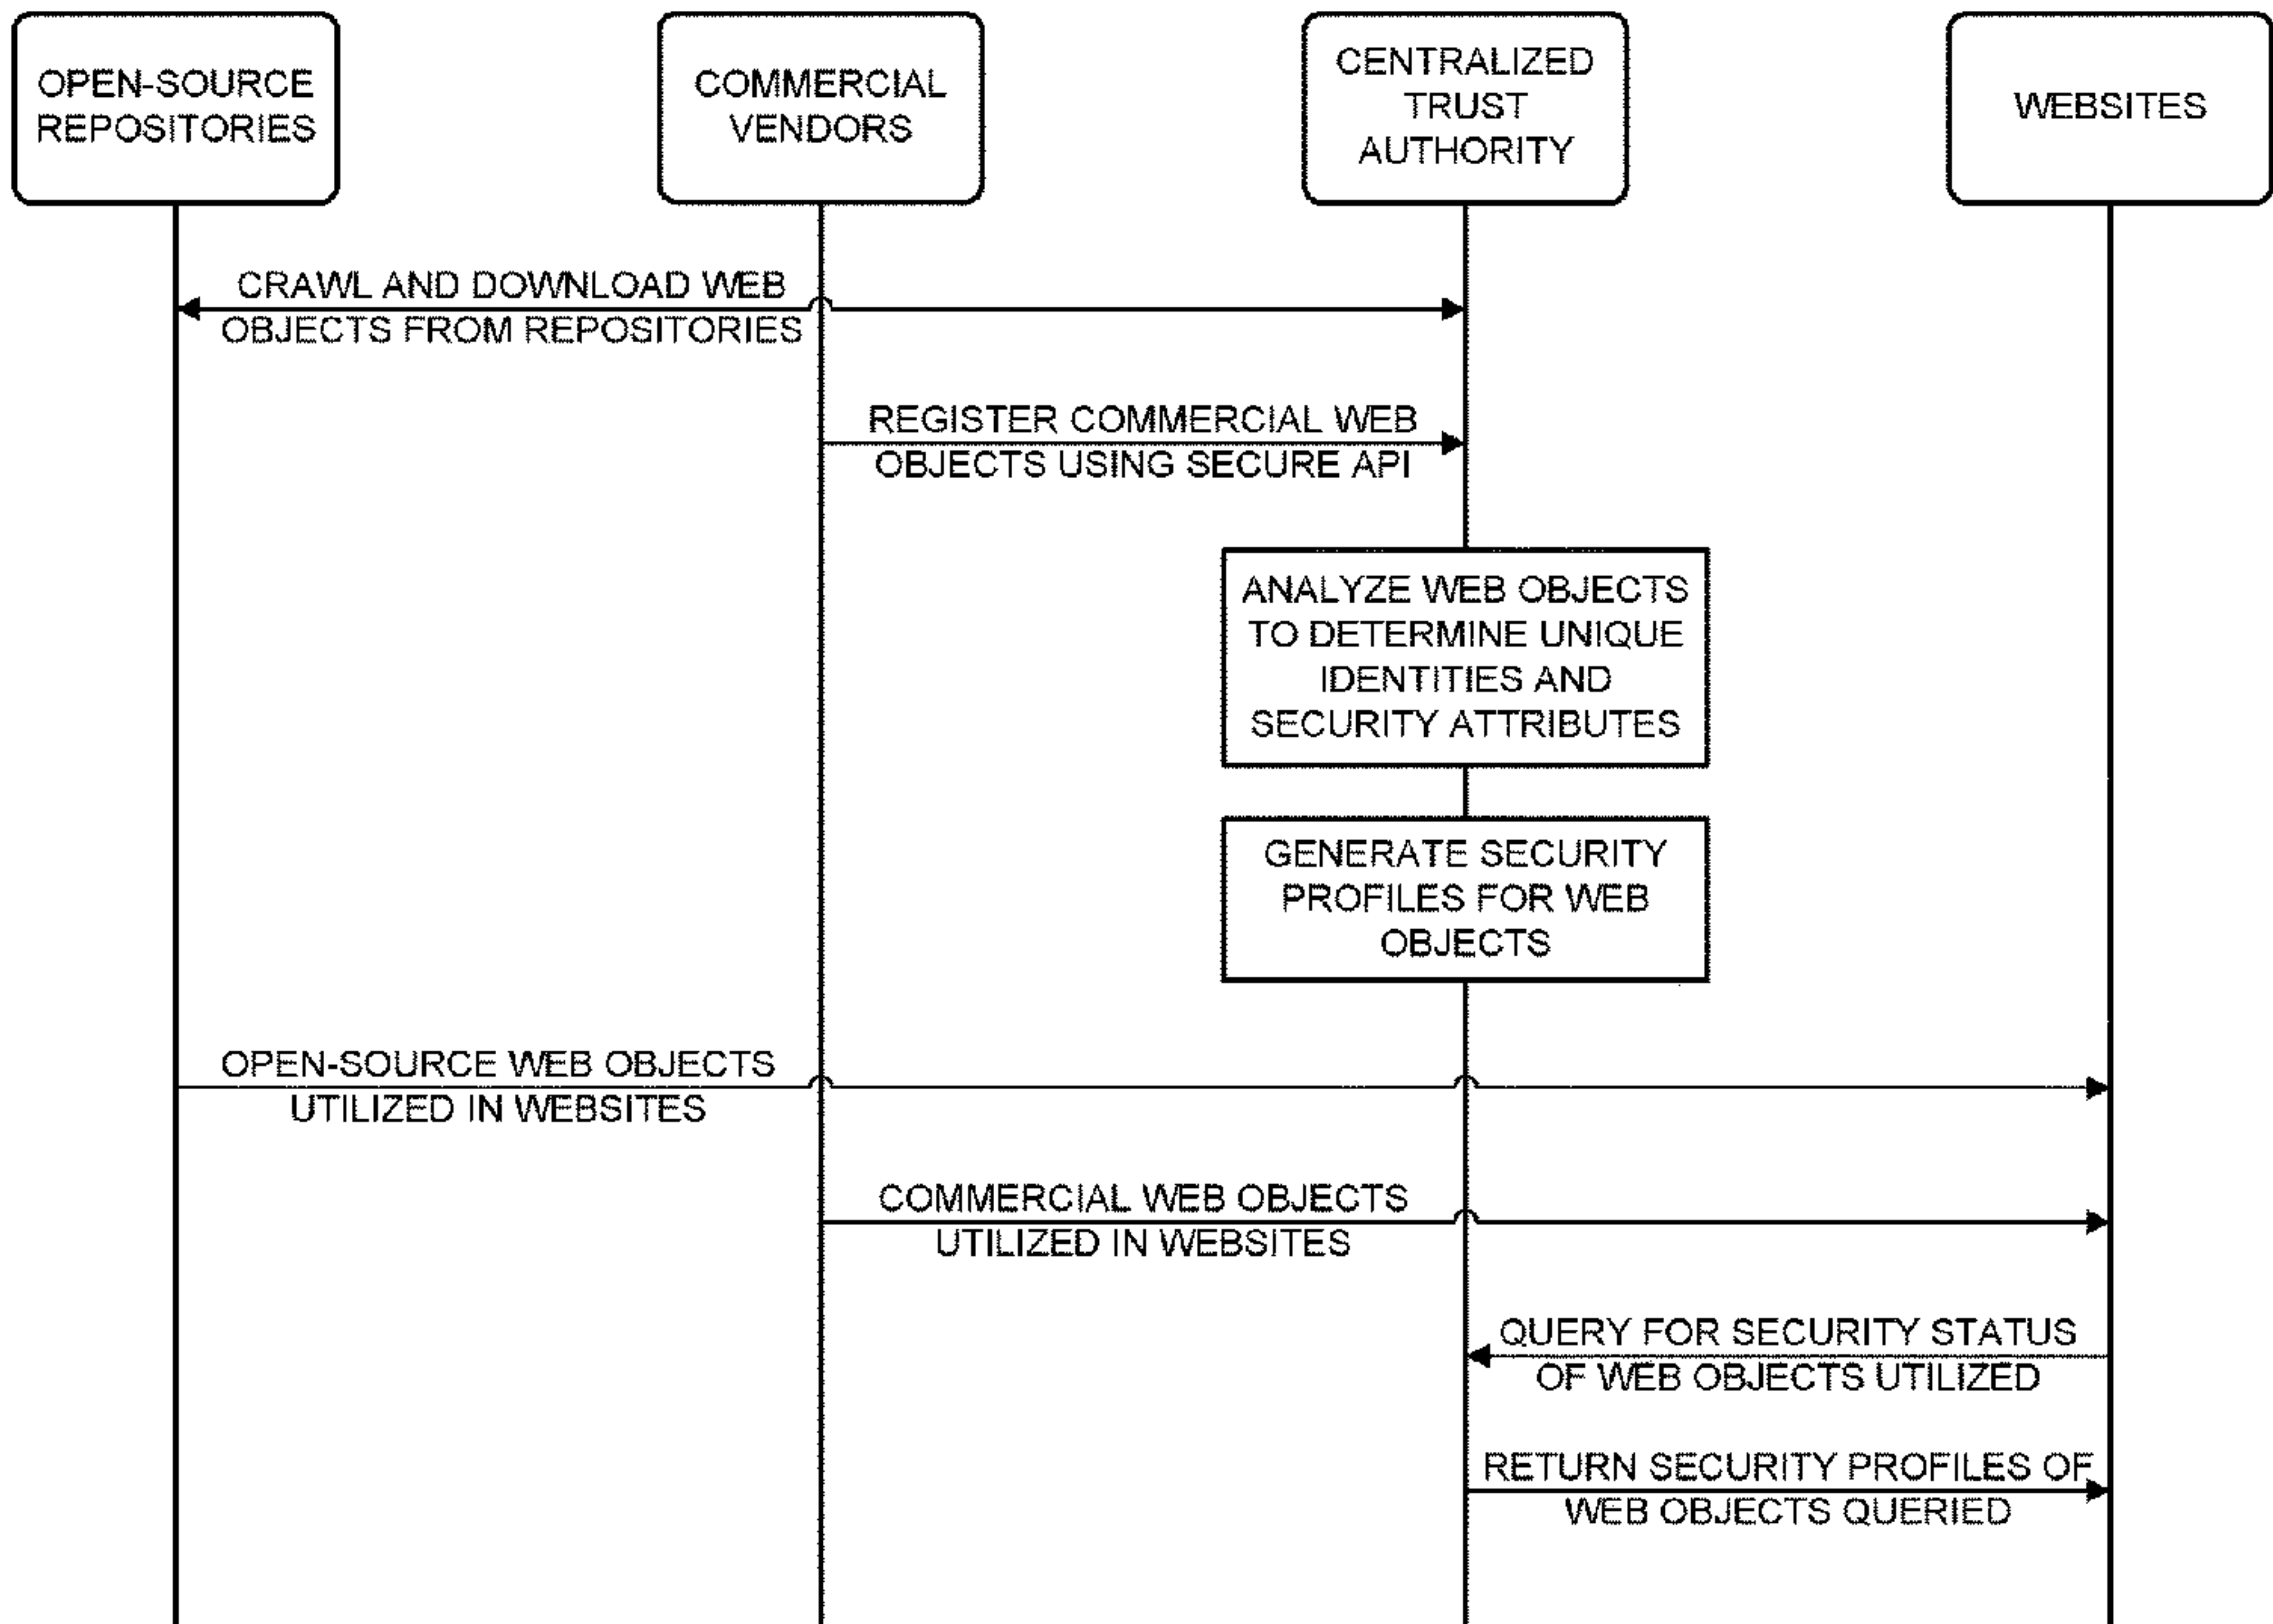 OPEN-SOURCE
REPOSITORIES
COMMERCIAL
VENDORS
CENTRALIZED
TRUST
AUTHORITY
WEBSITES
CRAWL AND DOWNLOAD WEB
OBJECTS FROM REPOSITORIES
REGISTER COMMERCIAL WEB
OBJECTS USING SECURE API
ANALYZE WEB OBJECTS
TO DETERMINE UNIQUE
IDENTITIES AND
SECURITY ATTRIBUTES
GENERATE SECURITY
PROFILES FOR WEB
OBJECTS
OPEN-SOURCE WEB OBJECTS
UTILIZED IN WEBSITES
COMMERCIAL WEB OBJECTS
UTILIZED IN WEBSITES
QUERY FOR SECURITY STATUS
OF WEB OBJECTS UTILIZED
RETURN SECURITY PROFILES OF
WEB OBJECTS QUERIED